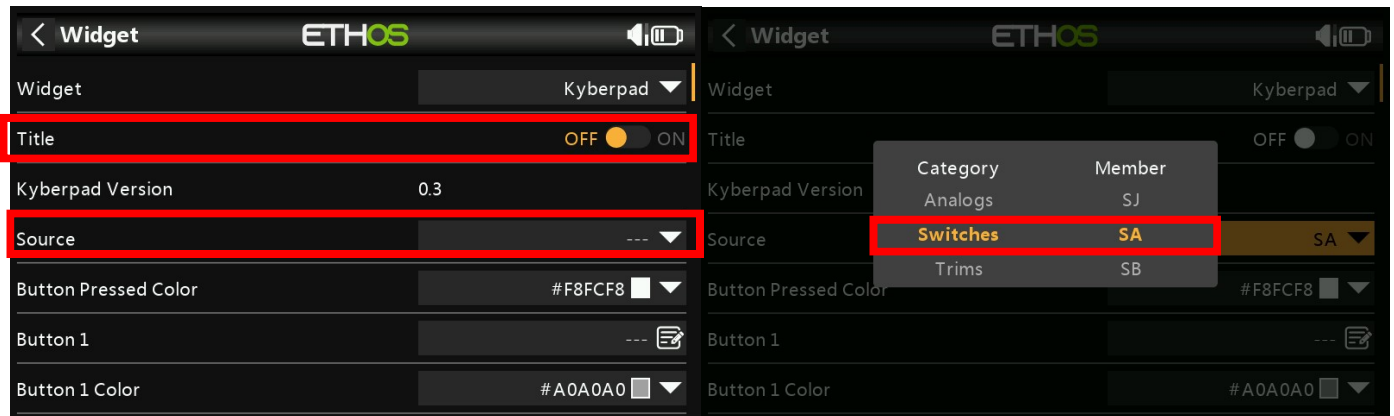 Widget ETHOS
Widget Kyberpad
Title OFF ON
Kyberpad Version 0.3
Source ---
Button Pressed Color #F8FCF8
Button 1 ---
Button 1 Color #A0A0A0
Widget ETHOS
Widget Kyberpad
Title OFF ON
Category Member
Kyberpad Version
Analogs SJ
Source Switches SA SA
Trims SB
Button Pressed Color #F8FCF8
Button 1 ---
Button 1 Color #A0A0A0